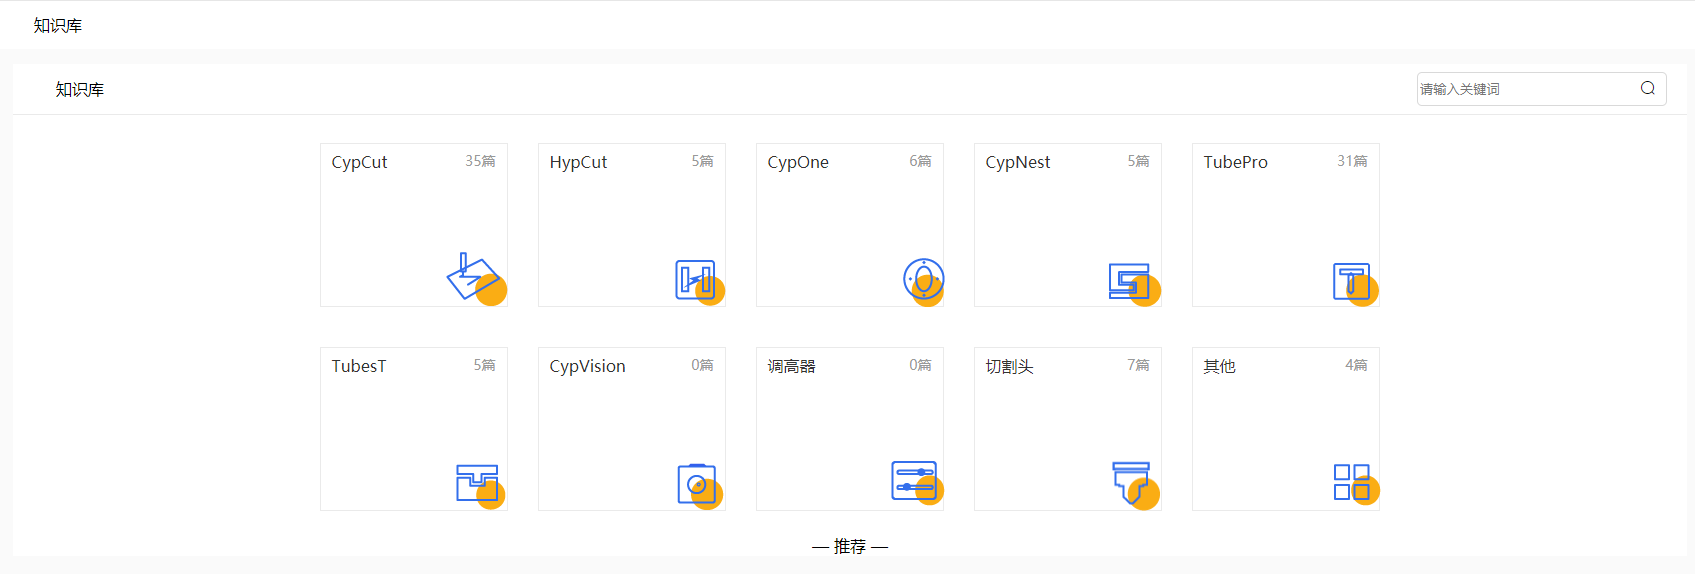 知识库
知识库
请输入关键词
CypCut 35篇
HypCut 5篇
CypOne 6篇
CypNest 5篇
TubePro 31篇
TubesT 5篇
CypVision 0篇
调高器 0篇
切割头 7篇
其他 4篇
— 推荐 —